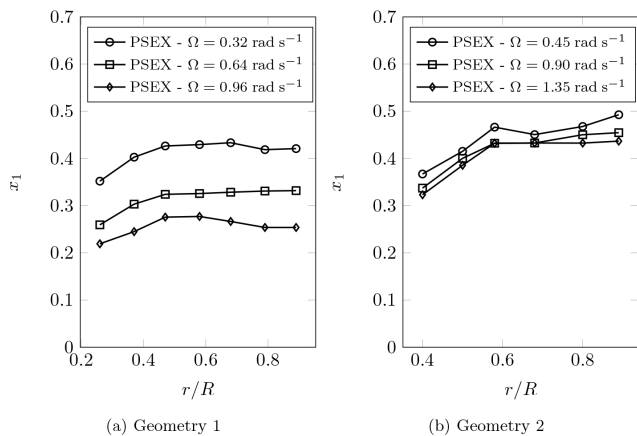 0.7
0.6
0.5
0.4
0.3
0.2
0.1
0
0.2 0.4 0.6 0.8
x₁
r/R
PSEX - Ω = 0.32 rad s⁻¹
PSEX - Ω = 0.64 rad s⁻¹
PSEX - Ω = 0.96 rad s⁻¹
(a) Geometry 1
0.7
0.6
0.5
0.4
0.3
0.2
0.1
0
0.4 0.6 0.8
x₁
r/R
PSEX - Ω = 0.45 rad s⁻¹
PSEX - Ω = 0.90 rad s⁻¹
PSEX - Ω = 1.35 rad s⁻¹
(b) Geometry 2